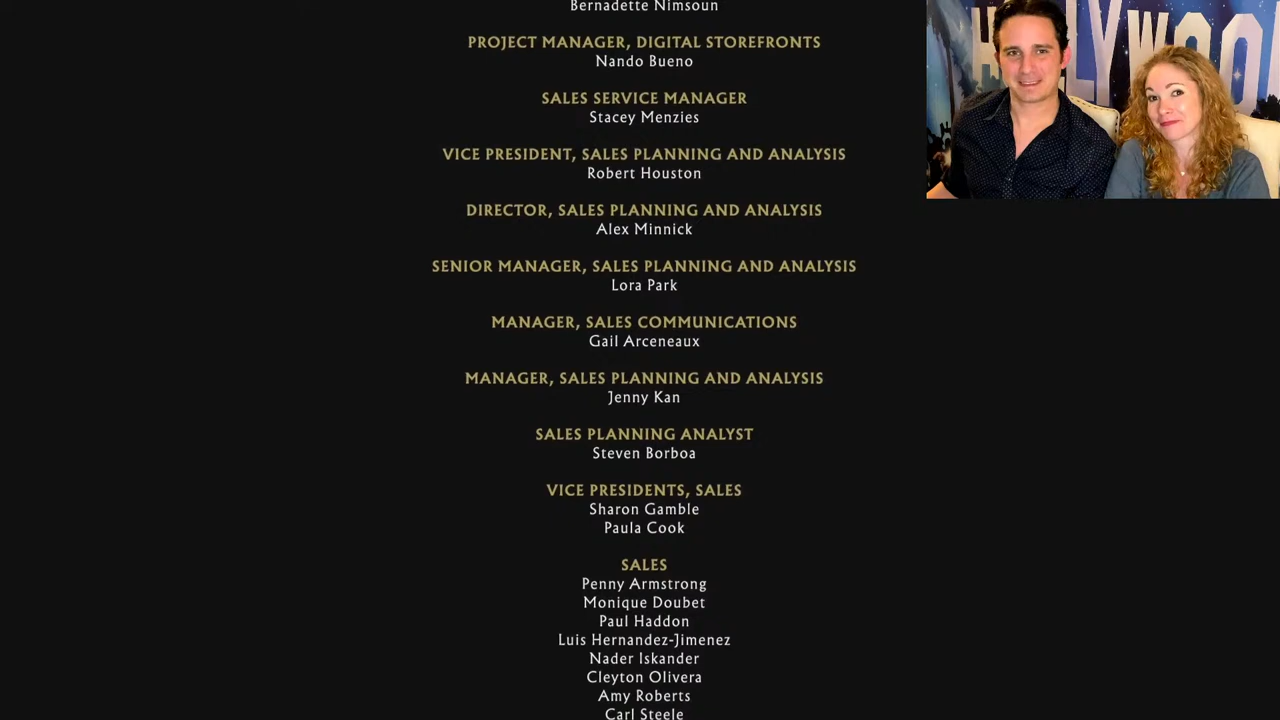 Bernadette Nimsoun
PROJECT MANAGER, DIGITAL STOREFRONTS
Nando Bueno
SALES SERVICE MANAGER
Stacey Menzies
VICE PRESIDENT, SALES PLANNING AND ANALYSIS
Robert Houston
DIRECTOR, SALES PLANNING AND ANALYSIS
Alex Minnick
SENIOR MANAGER, SALES PLANNING AND ANALYSIS
Lora Park
MANAGER, SALES COMMUNICATIONS
Gail Arceneaux
MANAGER, SALES PLANNING AND ANALYSIS
Jenny Kan
SALES PLANNING ANALYST
Steven Borboa
VICE PRESIDENTS, SALES
Sharon Gamble
Paula Cook
SALES
Penny Armstrong
Monique Doubet
Paul Haddon
Luis Hernandez-Jimenez
Nader Iskander
Cleyton Olivera
Amy Roberts
Carl Steele
HLLYWOO